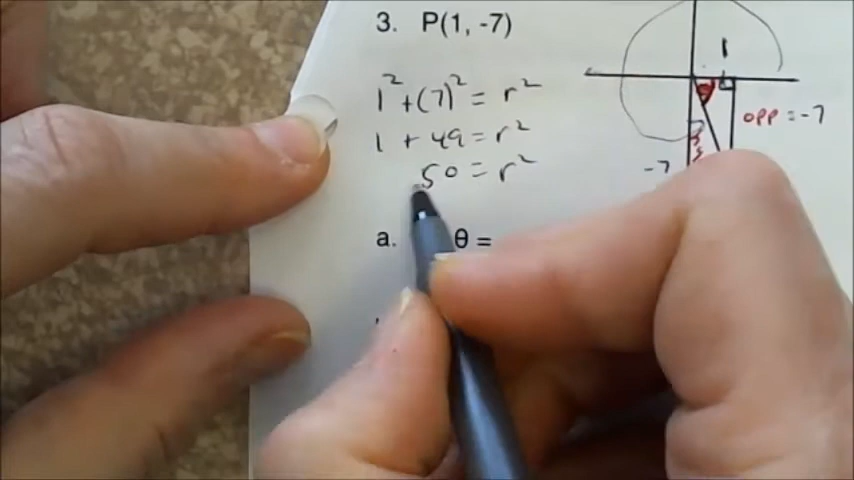 3. P(1, -7)
1² + (7)² = r²
1 + 49 = r²
50 = r²
a. θ =
1
opp = -7
-7